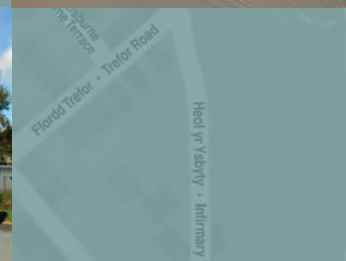 Terrace
Ffordd Trefor • Trefor Road
Heol yr Ysbyty • Infirmary